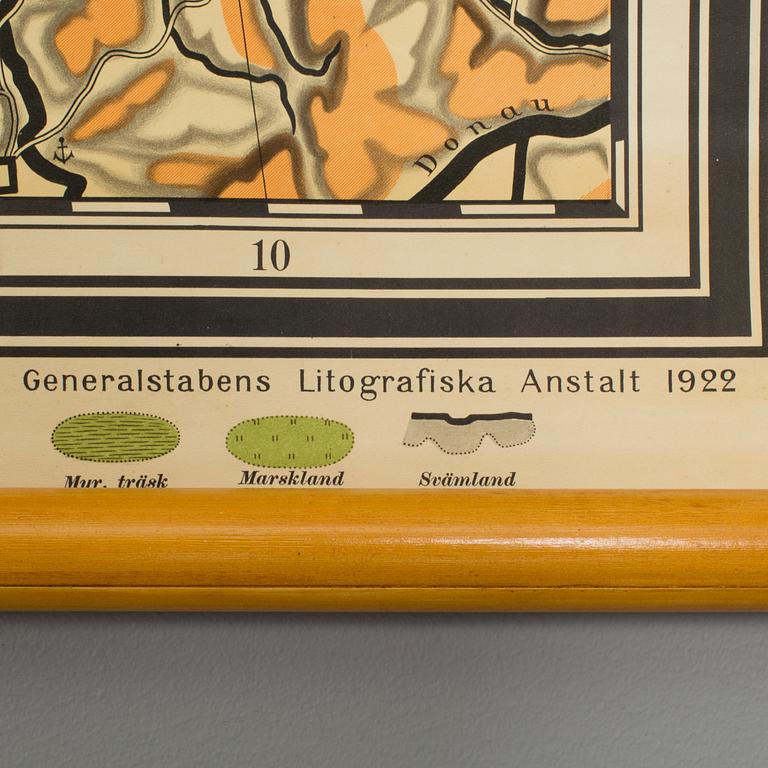 Donau
10
Generalstabens Litografiska Anstalt 1922
Myr, träsk Marskland Svämland